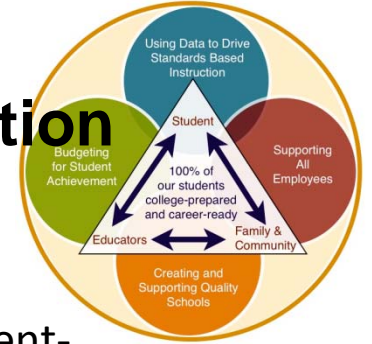 Using Data to Drive
Standards Based
Instruction
tion
Student
Budgeting
for Student
Achievement
Supporting
All
Employees
100% of
our students
college-prepared
and career-ready
Educators
Family &
Community
Creating and
Supporting Quality
Schools
ent-